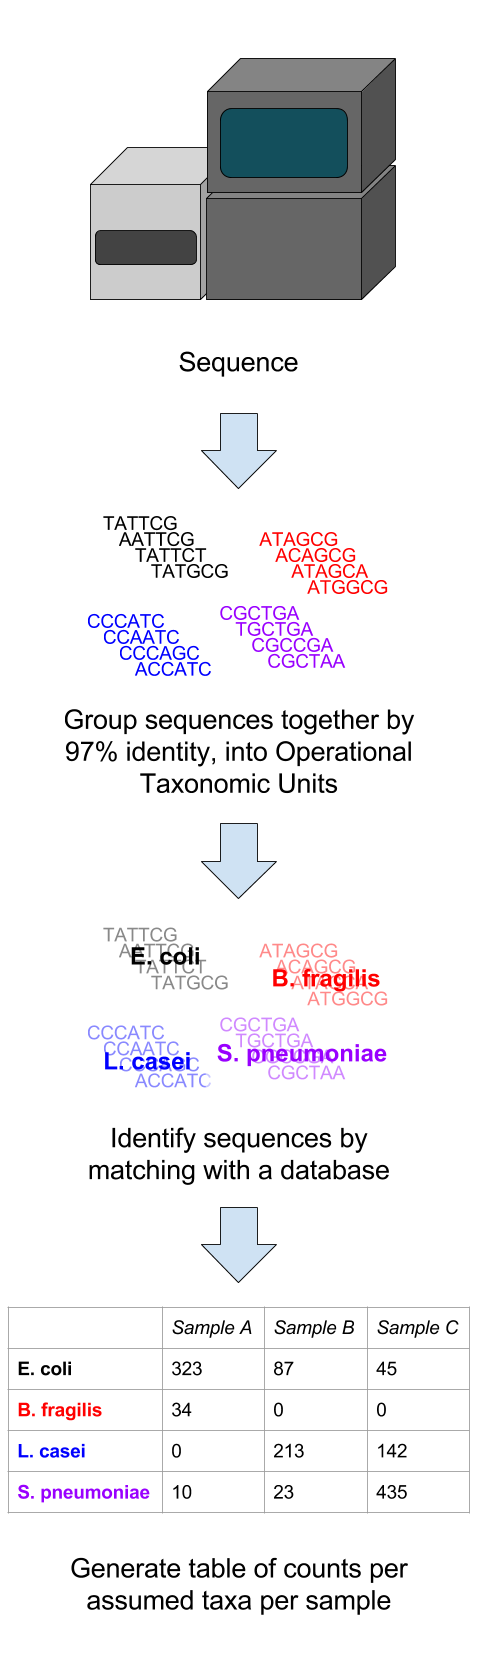 Sequence
TATTCG
AATTCG
TATTCT
TATGCG
ATAGCG
ACAGCG
ATAGCA
ATGGCG
CCCATC
CCAATC
CCCAGC
ACCATC
CGCTGA
TGCTGA
CGCCGA
CGCTAA
Group sequences together by
97% identity, into Operational
Taxonomic Units
TATTCG
AATTCG
E. coli
TATTCT
TATGCG
ATAGCG
ACAGCG
B. fragilis
ATAGCA
ATGGCG
CCCATC
CCAATC
L. casei
CCCAGC
ACCATC
CGCTGA
TGCTGA
S. pneumoniae
CGCCGA
CGCTAA
Identify sequences by
matching with a database
Sample A Sample B Sample C
E. coli 323 87 45
B. fragilis 34 0 0
L. casei 0 213 142
S. pneumoniae 10 23 435
Generate table of counts per
assumed taxa per sample